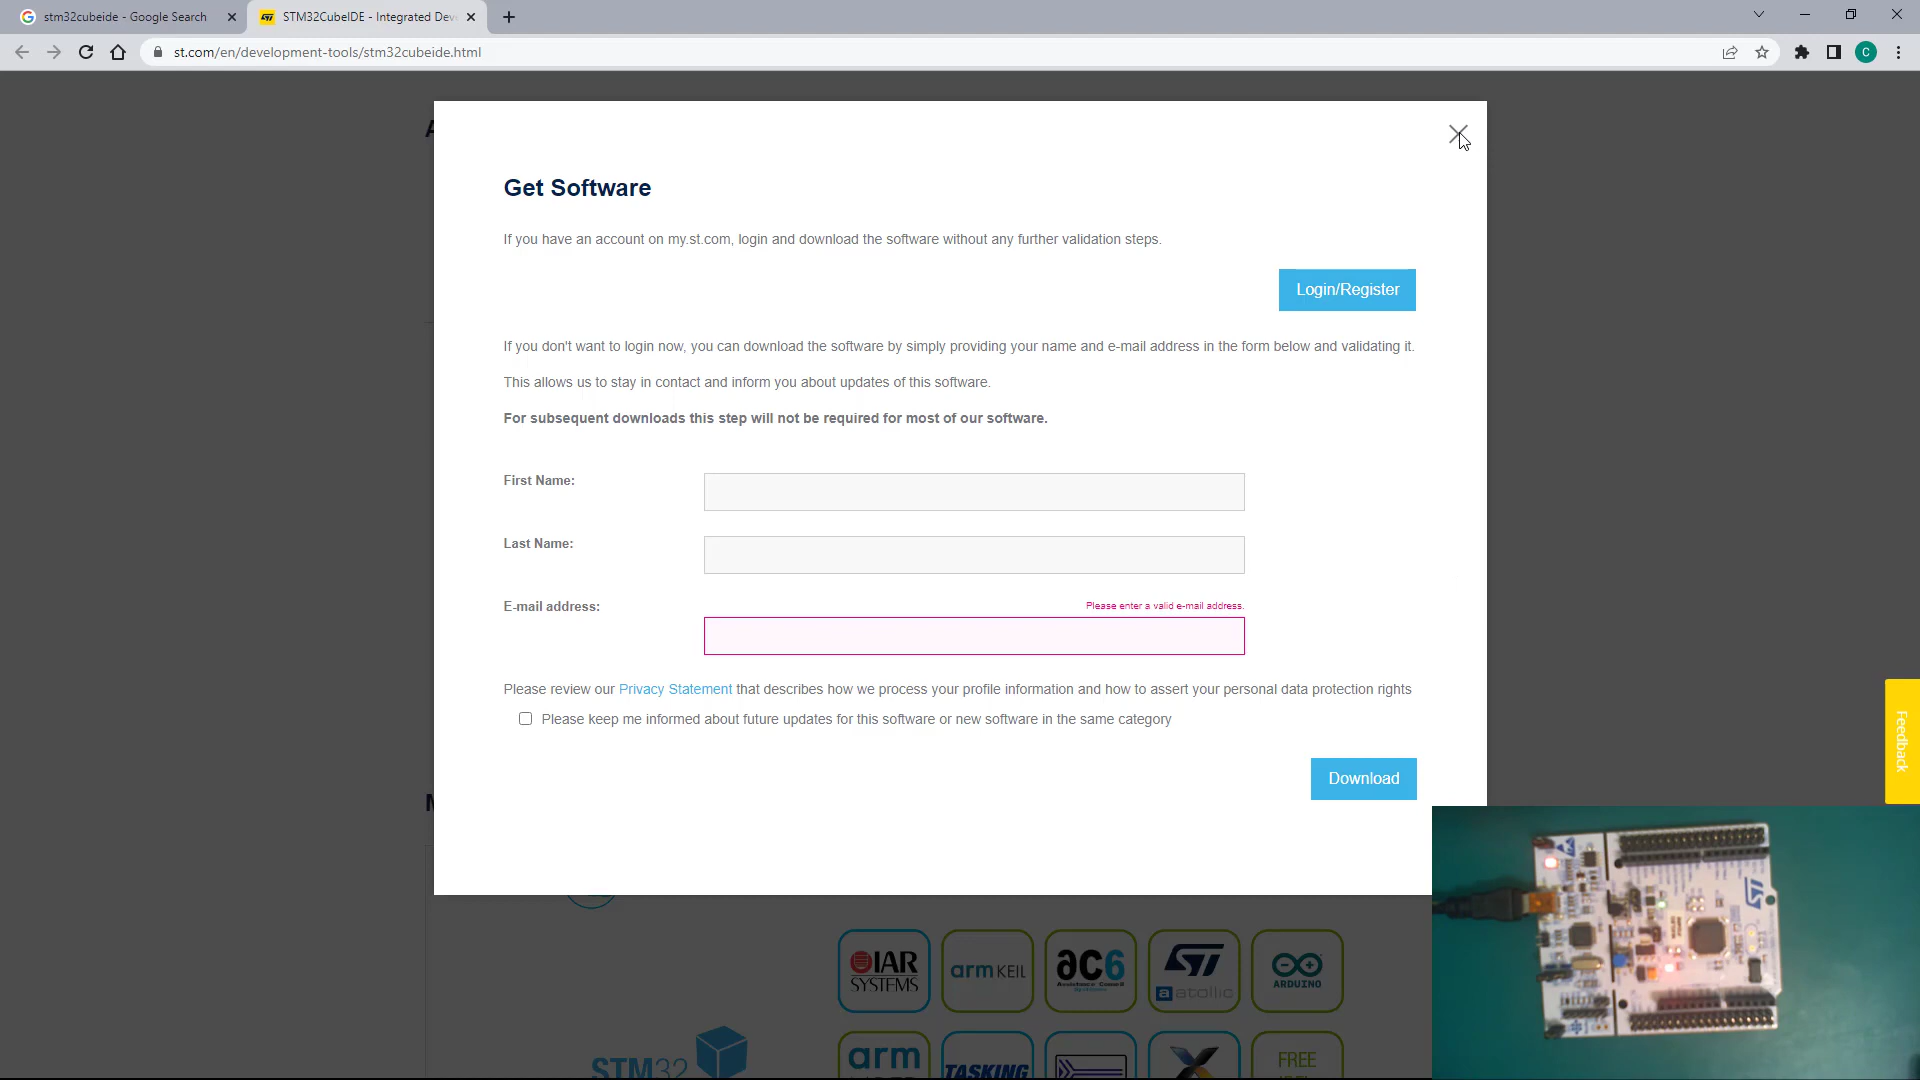 stm32cubeide - Google Search
STM32CubeIDE - Integrated Dev
st.com/en/development-tools/stm32cubeide.html
C
Get Software
If you have an account on my.st.com, login and download the software without any further validation steps.
Login/Register
If you don't want to login now, you can download the software by simply providing your name and e-mail address in the form below and validating it.
This allows us to stay in contact and inform you about updates of this software.
For subsequent downloads this step will not be required for most of our software.
First Name:
Last Name:
E-mail address:
Please enter a valid e-mail address.
Please review our Privacy Statement that describes how we process your profile information and how to assert your personal data protection rights
Please keep me informed about future updates for this software or new software in the same category
Download
Feedback
IAR SYSTEMS
arm KEIL
ac6
ST atollic
ARDUINO
STM32
arm
TASKING
FREE